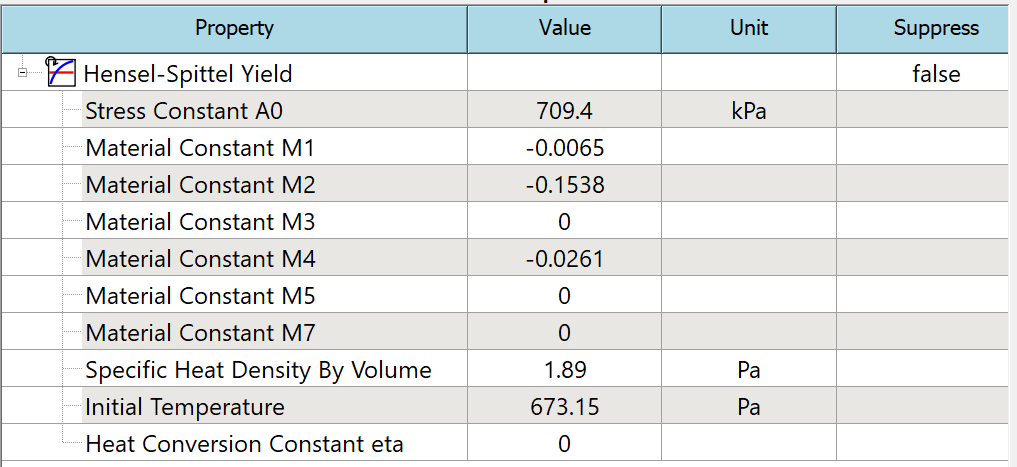 Property Value Unit Suppress
Hensel-Spittel Yield false
Stress Constant A0 709.4 kPa
Material Constant M1 -0.0065
Material Constant M2 -0.1538
Material Constant M3 0
Material Constant M4 -0.0261
Material Constant M5 0
Material Constant M7 0
Specific Heat Density By Volume 1.89 Pa
Initial Temperature 673.15 Pa
Heat Conversion Constant eta 0